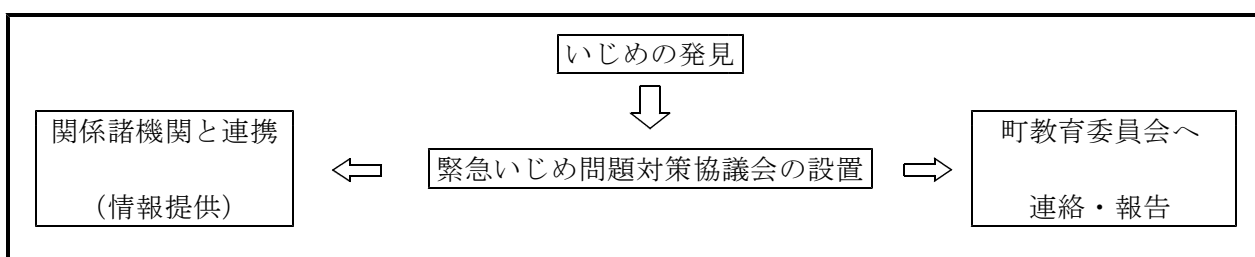 いじめの発見
関係諸機関と連携
(情報提供)
緊急いじめ問題対策協議会の設置
町教育委員会へ
連絡・報告